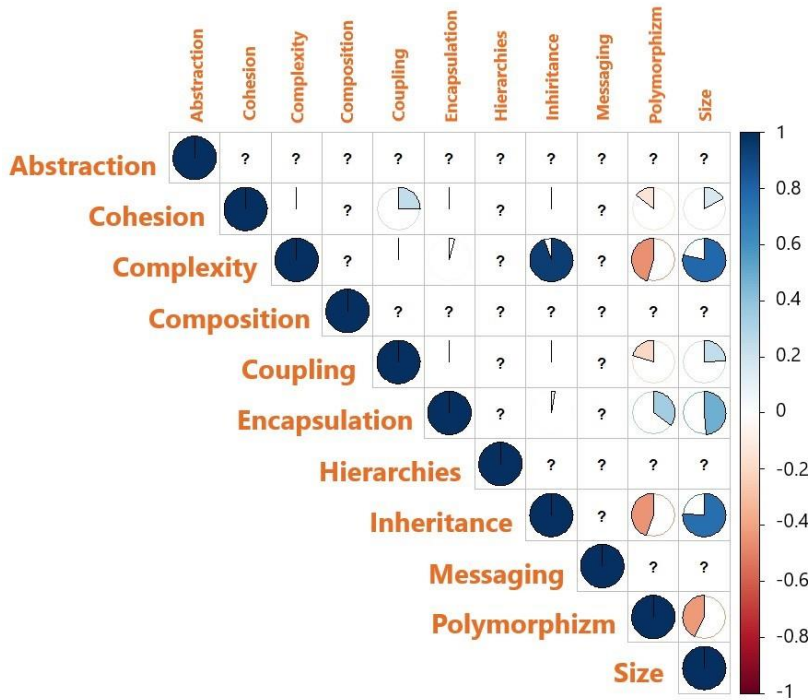 Abstraction
Cohesion
Complexity
Composition
Coupling
Encapsulation
Hierarchies
Inhiritance
Messaging
Polymorphizm
Size
1
Abstraction ? ? ? ? ? ? ? ? ? ?
0.8
Cohesion ? ? ?
0.6
Complexity ? ? ?
0.4
Composition ? ? ? ? ? ? ?
0.2
Coupling ? ?
0
Encapsulation ? ?
-0.2
Hierarchies ? ? ? ?
-0.4
Inheritance ?
-0.6
Messaging ? ?
Polymorphizm
-0.8
Size
-1